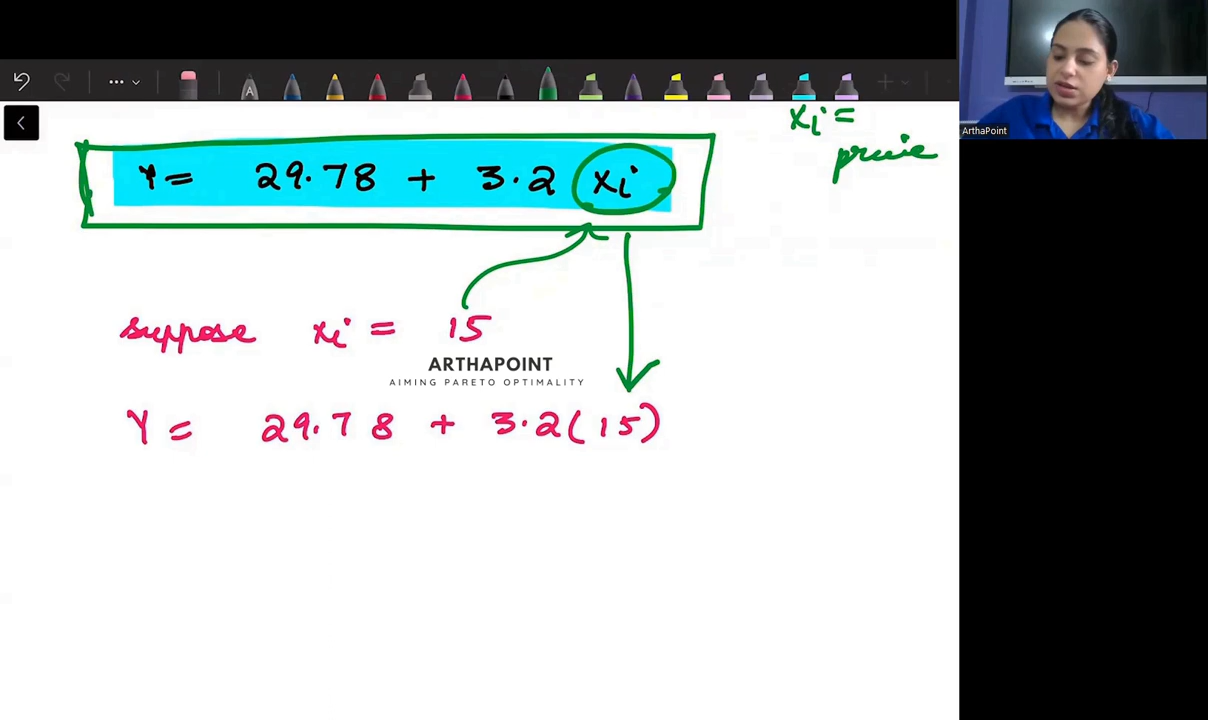 xi =
price
Y = 29.78 + 3.2 xi
suppose xi = 15
Y = 29.78 + 3.2(15)
ARTHAPOINT
AIMING PARETO OPTIMALITY
ArthaPoint
A